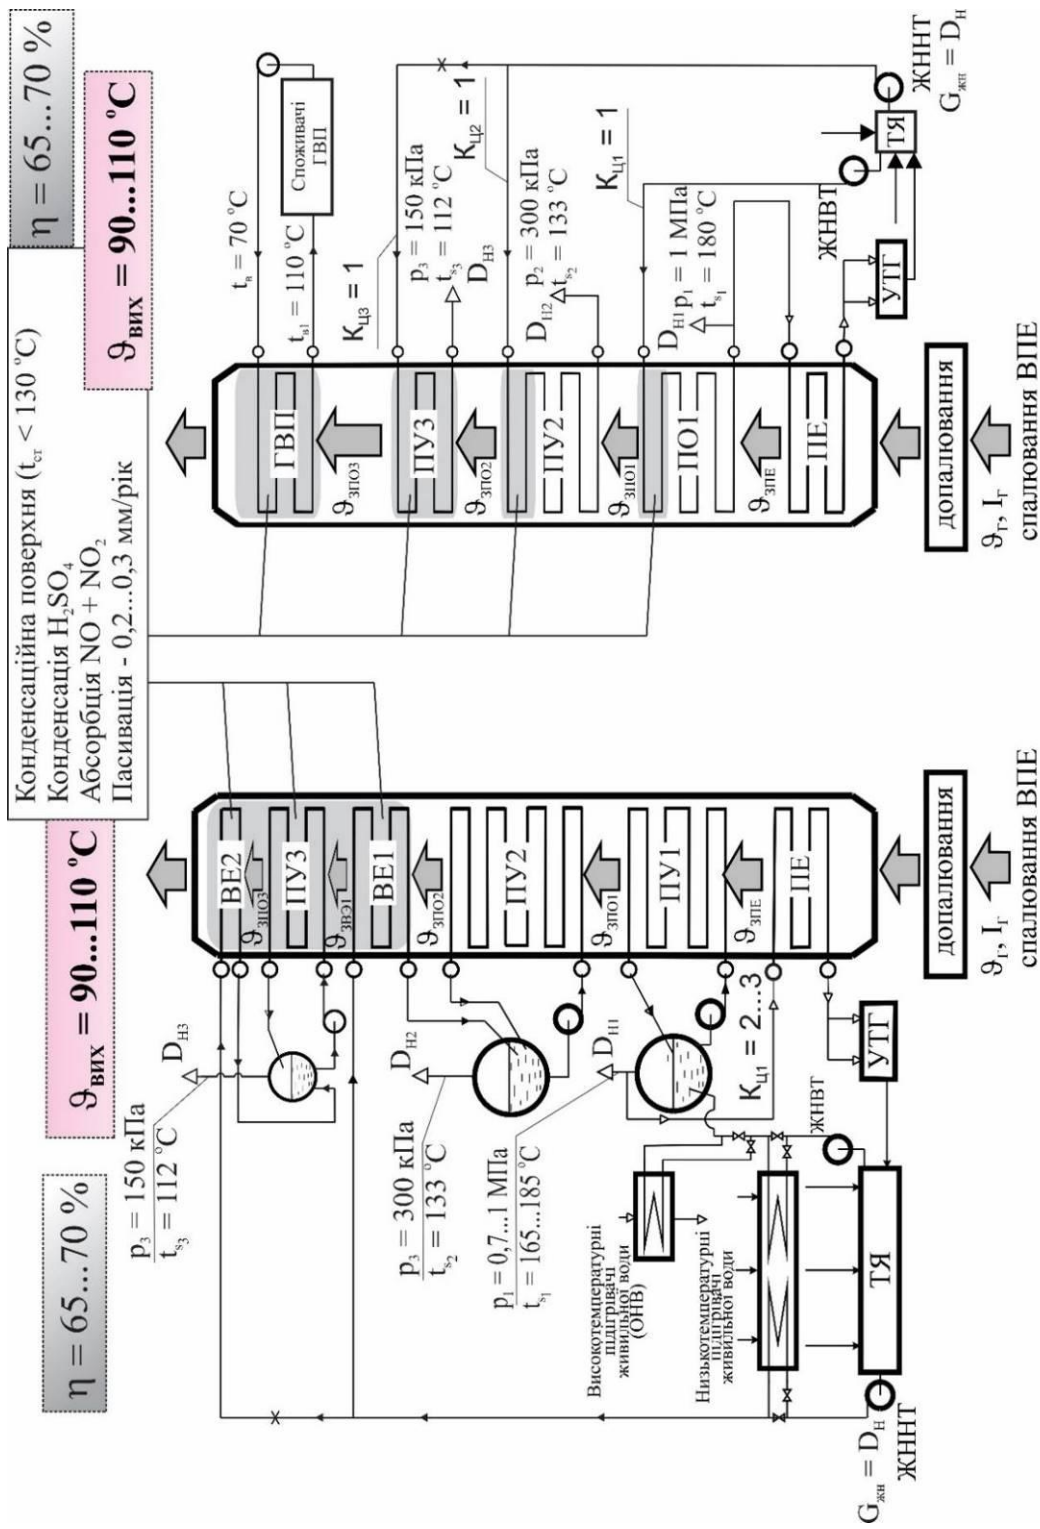 η = 65...70 %
ϑвих = 90...110 °C
Конденсаційна поверхня (tст < 130 °C)
Конденсація H2SO4
Абсорбція NO + NO2
Пасивація - 0,2...0,3 мм/рік
ϑвих = 90...110 °C
η = 65...70 %
p3 = 150 кПа
ts3 = 112 °C
DН3
ВЕ2
ϑЗПО3
ПУ3
ϑЗВЭ1
ВЕ1
ϑЗПО2
p3 = 300 кПа
ts2 = 133 °C
DН2
ПУ2
ϑЗПО1
p1 = 0,7...1 МПа
ts1 = 165...185 °C
DН1
ПУ1
ϑЗПЕ
KЦ1 = 2...3
ПЕ
Високотемпературні
підігрівачі
живильної води
(ОНВ)
Низькотемпературні
підігрівачі
живильної води
ЖНВТ
УТГ
ТЯ
Gжн = DН
ЖННТ
допалювання
ϑг, Iг
спалювання ВПЕ
tв = 70 °C
Споживачі
ГВП
tв1 = 110 °C
ГВП
ϑЗПО3
KЦ3 = 1
p3 = 150 кПа
ts3 = 112 °C
DН3
ПУ3
ϑЗПО2
KЦ2 = 1
p2 = 300 кПа
ts2 = 133 °C
DН2
ПУ2
ϑЗПО1
KЦ1 = 1
DН1
p1 = 1 МПа
ts1 = 180 °C
ПО1
ϑЗПЕ
ПЕ
ЖНВТ
УТГ
ТЯ
ЖННТ
Gжн = DН
допалювання
ϑг, Iг
спалювання ВПЕ